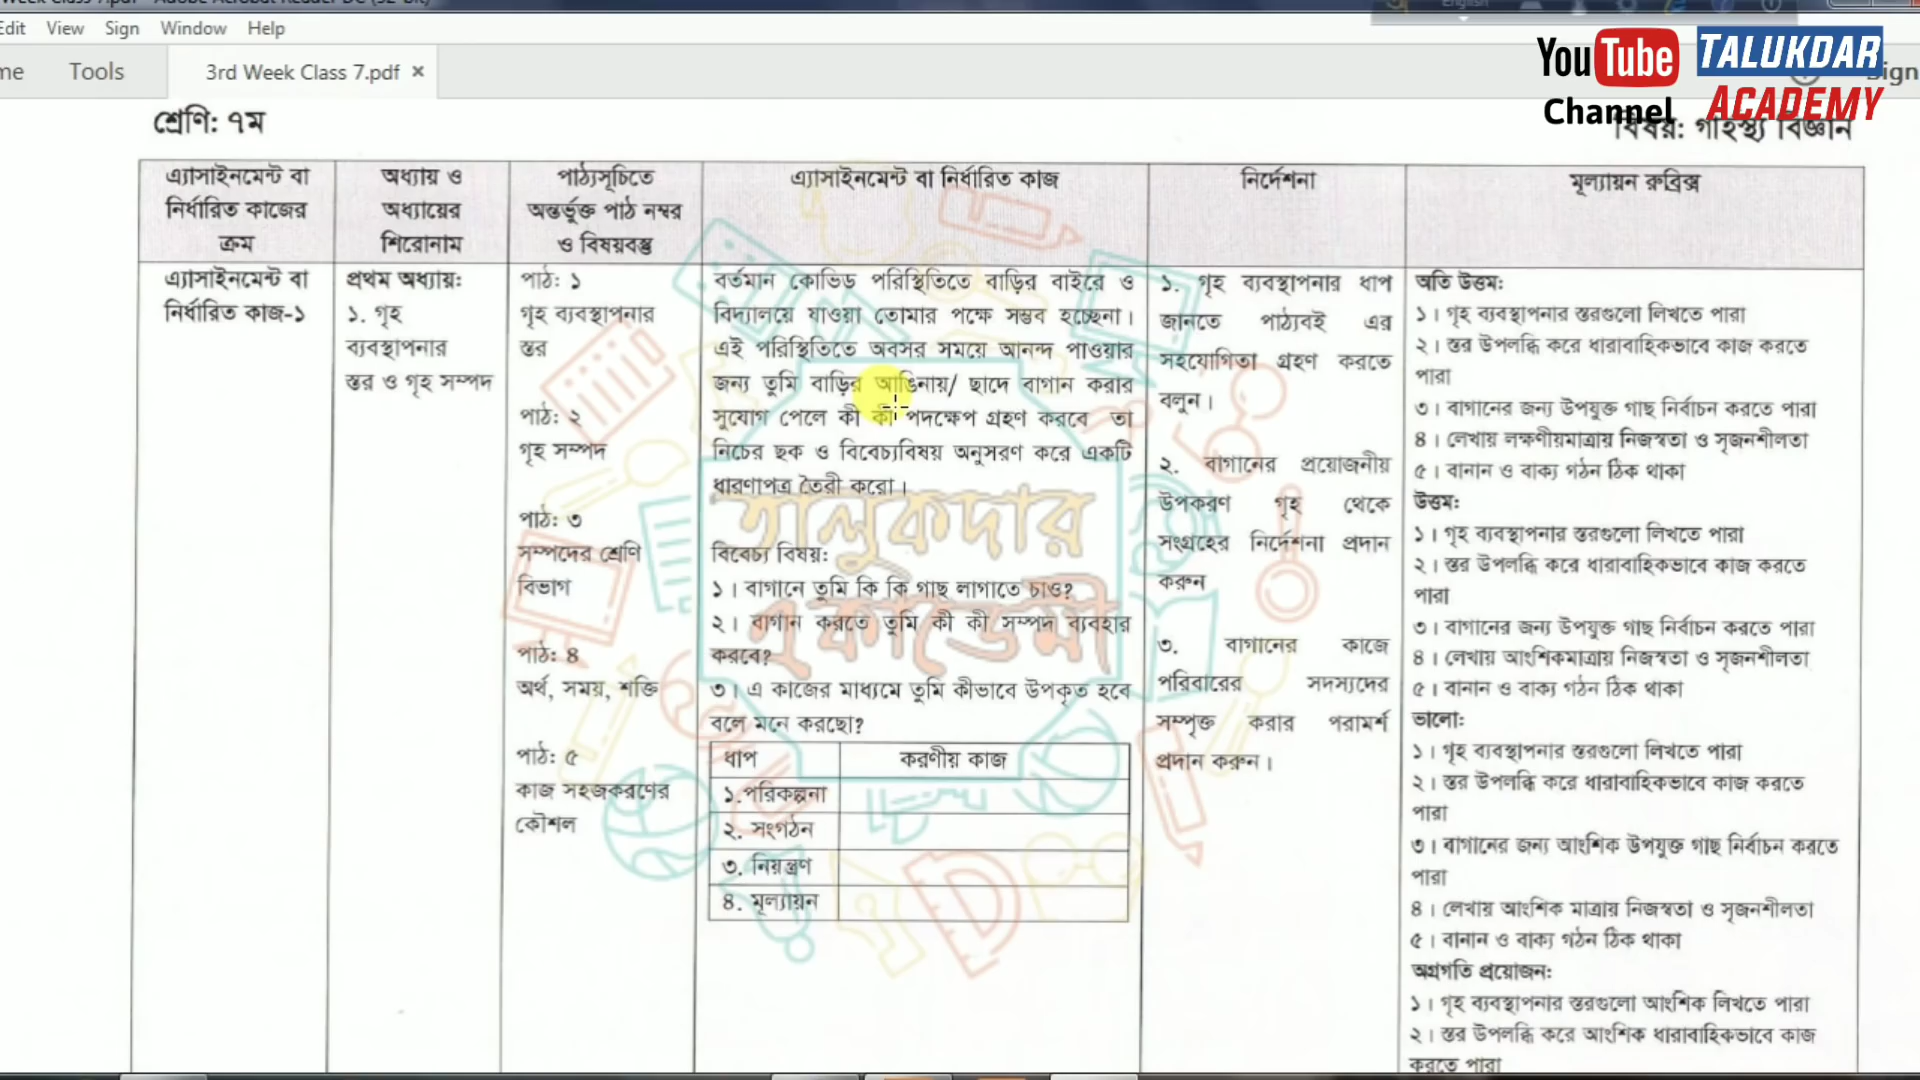 Edit View Sign Window Help
Tools
3rd Week Class 7.pdf ×
YouTube
Channel
TALUKDAR
ACADEMY
শ্রেণি: ৭ম
বিষয়: গার্হস্থ্য বিজ্ঞান
এ্যাসাইনমেন্ট বা
নির্ধারিত কাজের
ক্রম
অধ্যায় ও
অধ্যায়ের
শিরোনাম
পাঠ্যসূচিতে
অন্তর্ভুক্ত পাঠ নম্বর
ও বিষয়বস্তু
এ্যাসাইনমেন্ট বা নির্ধারিত কাজ
নির্দেশনা
মূল্যায়ন রুব্রিক্স
এ্যাসাইনমেন্ট বা
নির্ধারিত কাজ-১
প্রথম অধ্যায়:
১. গৃহ
ব্যবস্থাপনার
স্তর ও গৃহ সম্পদ
পাঠ: ১
গৃহ ব্যবস্থাপনার
স্তর
পাঠ: ২
গৃহ সম্পদ
পাঠ: ৩
সম্পদের শ্রেণি
বিভাগ
পাঠ: ৪
অর্থ, সময়, শক্তি
পাঠ: ৫
কাজ সহজকরণের
কৌশল
বর্তমান কোভিড পরিস্থিতিতে বাড়ির বাইরে ও
বিদ্যালয়ে যাওয়া তোমার পক্ষে সম্ভব হচ্ছেনা।
এই পরিস্থিতিতে অবসর সময়ে আনন্দ পাওয়ার
জন্য তুমি বাড়ির আঙিনায়/ ছাদে বাগান করার
সুযোগ পেলে কী কী পদক্ষেপ গ্রহণ করবে তা
নিচের ছক ও বিবেচ্যবিষয় অনুসরণ করে একটি
ধারণাপত্র তৈরী করো।
তালুকদার
একাডেমী
বিবেচ্য বিষয়:
১। বাগানে তুমি কি কি গাছ লাগাতে চাও?
২। বাগান করতে তুমি কী কী সম্পদ ব্যবহার
করবে?
৩। এ কাজের মাধ্যমে তুমি কীভাবে উপকৃত হবে
বলে মনে করছো?
ধাপ করণীয় কাজ
১.পরিকল্পনা
২. সংগঠন
৩. নিয়ন্ত্রণ
৪. মূল্যায়ন
১. গৃহ ব্যবস্থাপনার ধাপ
জানতে পাঠ্যবই এর
সহযোগিতা গ্রহণ করতে
বলুন।
২. বাগানের প্রয়োজনীয়
উপকরণ গৃহ থেকে
সংগ্রহের নির্দেশনা প্রদান
করুন
৩. বাগানের কাজে
পরিবারের সদস্যদের
সম্পৃক্ত করার পরামর্শ
প্রদান করুন।
অতি উত্তম:
১। গৃহ ব্যবস্থাপনার স্তরগুলো লিখতে পারা
২। স্তর উপলব্ধি করে ধারাবাহিকভাবে কাজ করতে
পারা
৩। বাগানের জন্য উপযুক্ত গাছ নির্বাচন করতে পারা
৪। লেখায় লক্ষণীয়মাত্রায় নিজস্বতা ও সৃজনশীলতা
৫। বানান ও বাক্য গঠন ঠিক থাকা
উত্তম:
১। গৃহ ব্যবস্থাপনার স্তরগুলো লিখতে পারা
২। স্তর উপলব্ধি করে ধারাবাহিকভাবে কাজ করতে
পারা
৩। বাগানের জন্য উপযুক্ত গাছ নির্বাচন করতে পারা
৪। লেখায় আংশিকমাত্রায় নিজস্বতা ও সৃজনশীলতা
৫। বানান ও বাক্য গঠন ঠিক থাকা
ভালো:
১। গৃহ ব্যবস্থাপনার স্তরগুলো লিখতে পারা
২। স্তর উপলব্ধি করে ধারাবাহিকভাবে কাজ করতে
পারা
৩। বাগানের জন্য আংশিক উপযুক্ত গাছ নির্বাচন করতে
পারা
৪। লেখায় আংশিক মাত্রায় নিজস্বতা ও সৃজনশীলতা
৫। বানান ও বাক্য গঠন ঠিক থাকা
অগ্রগতি প্রয়োজন:
১। গৃহ ব্যবস্থাপনার স্তরগুলো আংশিক লিখতে পারা
২। স্তর উপলব্ধি করে আংশিক ধারাবাহিকভাবে কাজ
করতে পারা